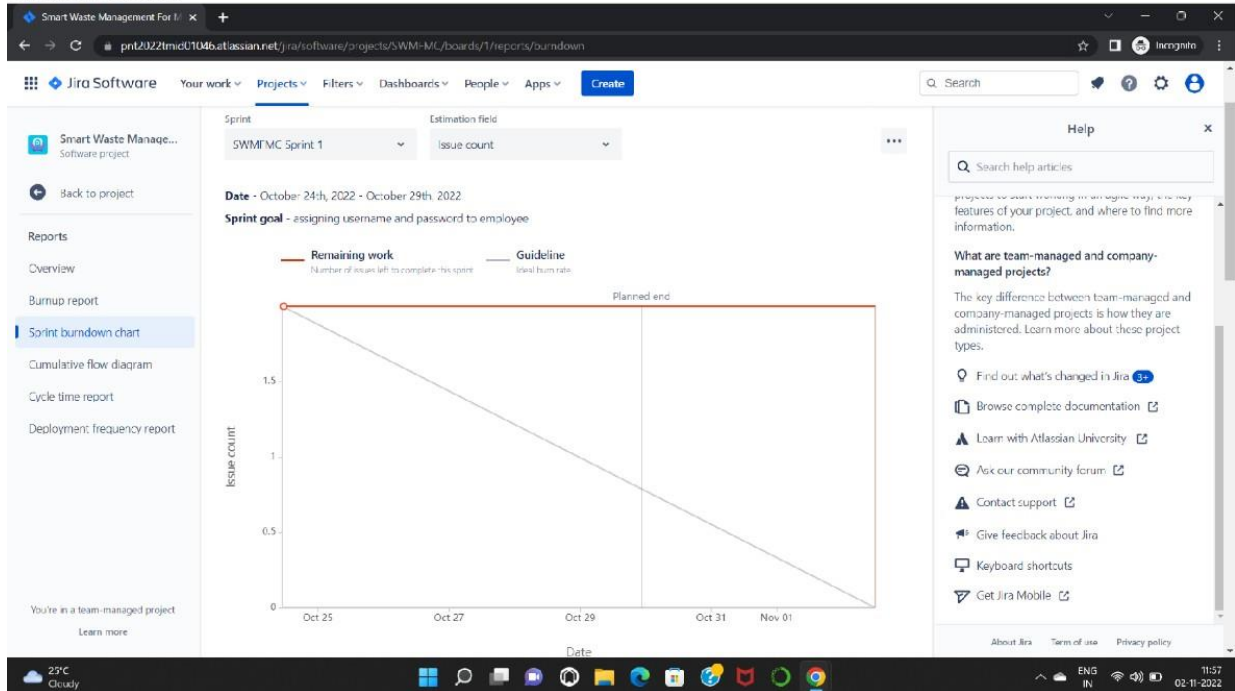 Smart Waste Management For M
pnt2022tmid01046.atlassian.net/jira/software/projects/SWMFMC/boards/1/reports/burndown
Incognito
Jira Software Your work Projects Filters Dashboards People Apps Create Search
Smart Waste Manage...
Software project
Back to project
Reports
Overview
Burnup report
Sprint burndown chart
Cumulative flow diagram
Cycle time report
Deployment frequency report
You're in a team-managed project
Learn more
Sprint Estimation field
SWMFMC Sprint 1 Issue count
Date - October 24th, 2022 - October 29th, 2022
Sprint goal - assigning username and password to employee
Remaining work Guideline
Number of issues left to complete this sprint Ideal burn rate
Planned end
1.5
1
0.5
0
Issue count
Oct 25 Oct 27 Oct 29 Oct 31 Nov 01
Date
Help
Search help articles
projects to start working in an agile way, the key
features of your project, and where to find more
information.
What are team-managed and company-
managed projects?
The key difference between team-managed and
company-managed projects is how they are
administered. Learn more about these project
types.
Find out what's changed in Jira 3+
Browse complete documentation
Learn with Atlassian University
Ask our community forum
Contact support
Give feedback about Jira
Keyboard shortcuts
Get Jira Mobile
About Jira Term of use Privacy policy
25°C
Cloudy
ENG
IN
11:57
02-11-2022